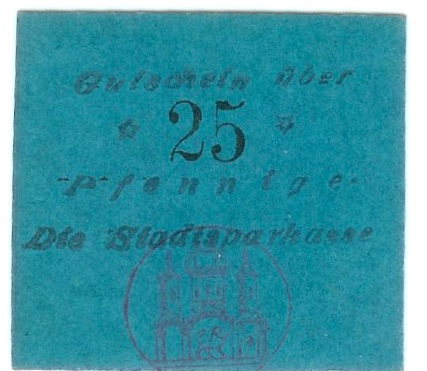 Gutschein über
* 25 *
-Pfennige-
Die Stadtsparkasse